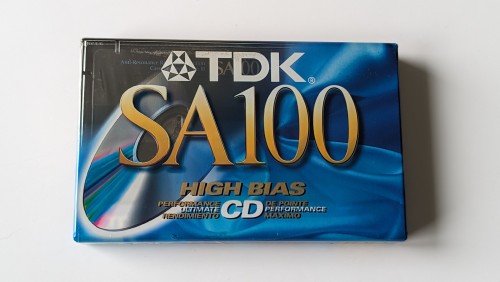 TDK®
SA100
HIGH BIAS
PERFORMANCE CD DE POINTE
ULTIMATE PERFORMANCE
RENDIMIENTO MAXIMO